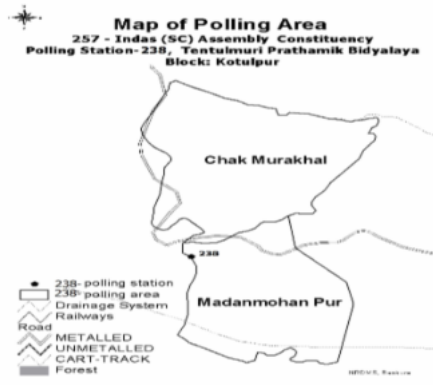 Map of Polling Area
257 - Indas (SC) Assembly Constituency
Polling Station-238, Tentulmuri Prathamik Bidyalaya
Block: Kotulpur
Chak Murakhal
238
Madanmohan Pur
238- polling station
238- polling area
Drainage System
Railways
Road
METALLED
UNMETALLED
CART-TRACK
Forest